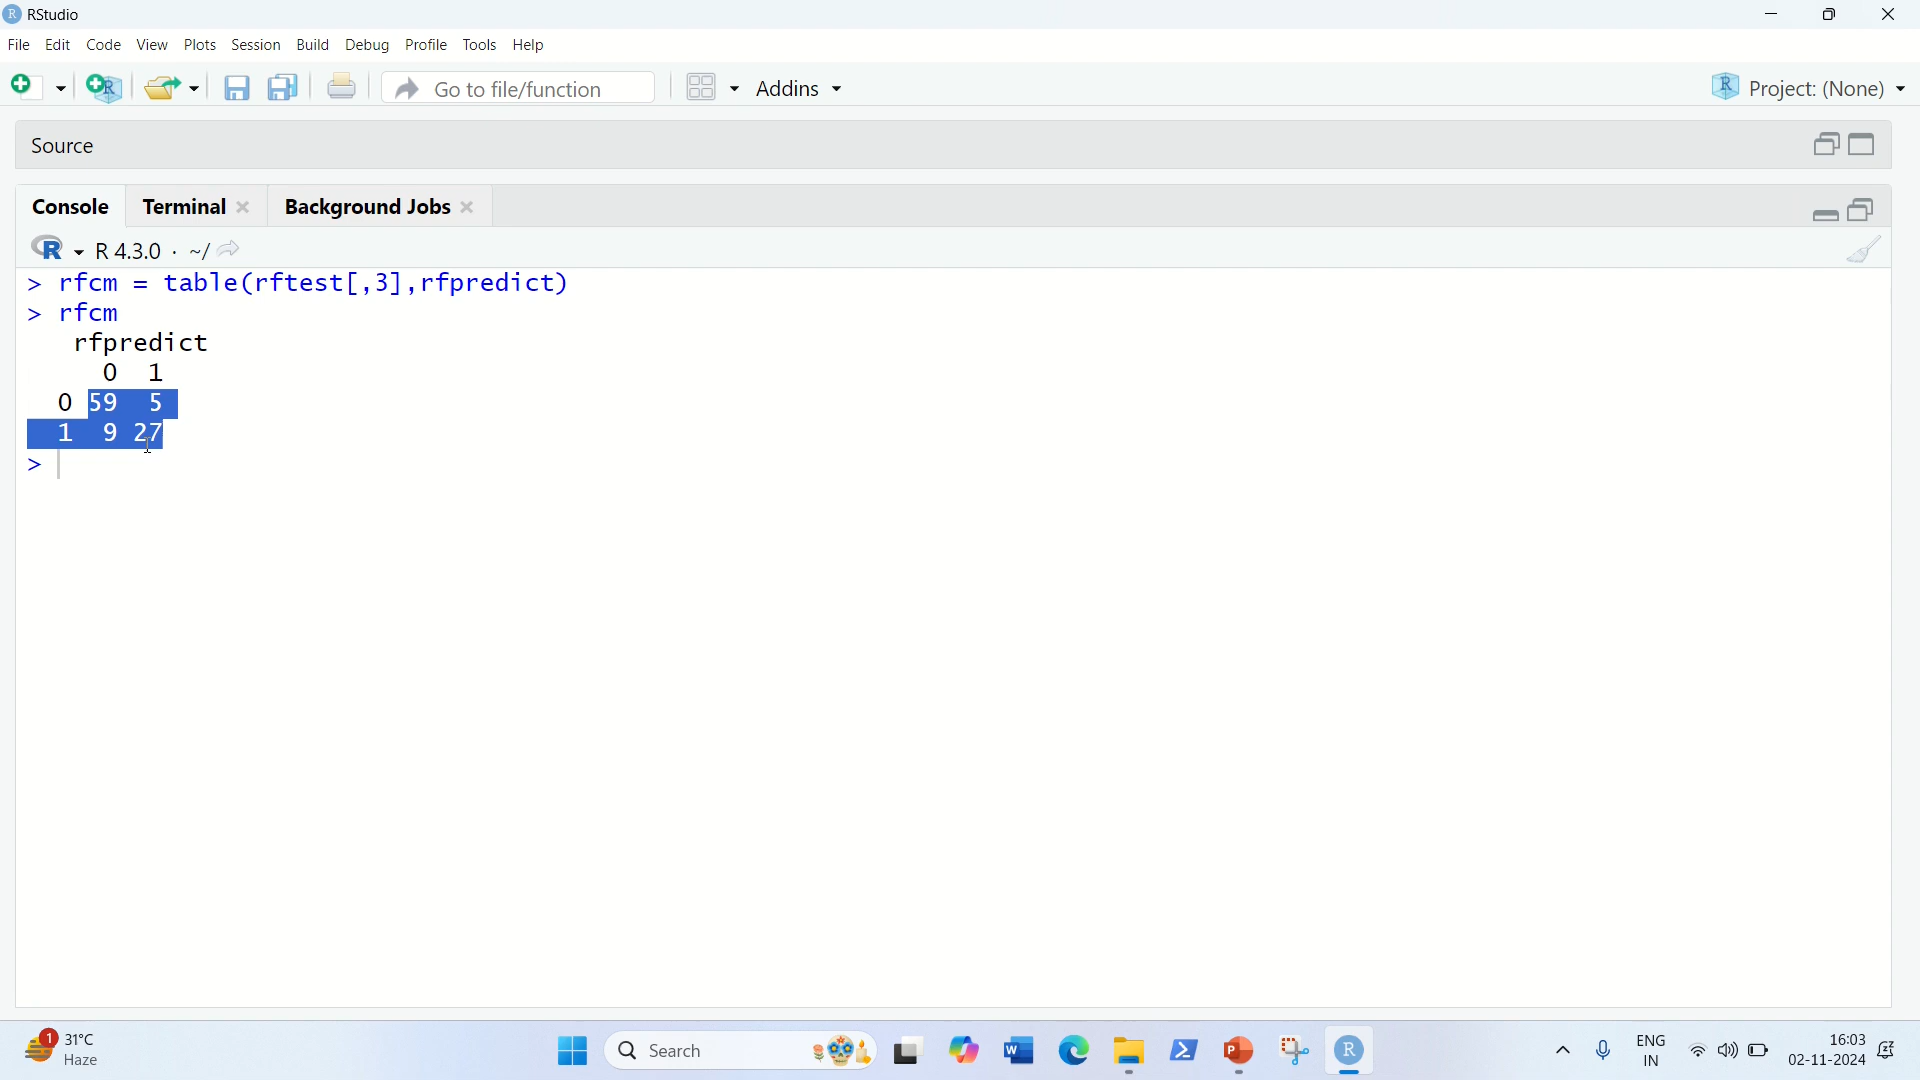 RStudio
File Edit Code View Plots Session Build Debug Profile Tools Help
Go to file/function Addins Project: (None)
Source
Console Terminal Background Jobs
R 4.3.0 · ~/
> rfcm = table(rftest[,3],rfpredict)
> rfcm
rfpredict
0 1
0 59 5
1 9 27
>
1 31°C
Haze
Search
ENG
IN
16:03
02-11-2024